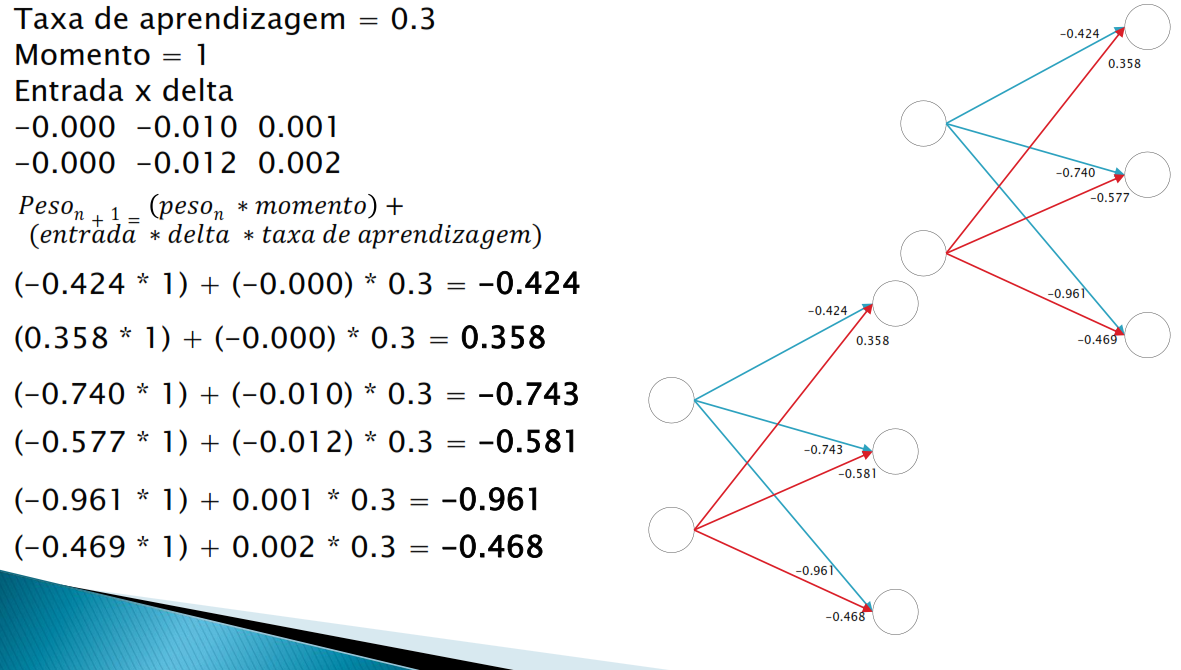 Taxa de aprendizagem = 0.3
Momento = 1
Entrada x delta
-0.000 -0.010 0.001
-0.000 -0.012 0.002
Peso_{n + 1 =} (peso_n * momento) +
(entrada * delta * taxa de aprendizagem)
(-0.424 * 1) + (-0.000) * 0.3 = -0.424
(0.358 * 1) + (-0.000) * 0.3 = 0.358
(-0.740 * 1) + (-0.010) * 0.3 = -0.743
(-0.577 * 1) + (-0.012) * 0.3 = -0.581
(-0.961 * 1) + 0.001 * 0.3 = -0.961
(-0.469 * 1) + 0.002 * 0.3 = -0.468
-0.424
0.358
-0.740
-0.577
-0.961
-0.469
-0.424
0.358
-0.743
-0.581
-0.961
-0.468